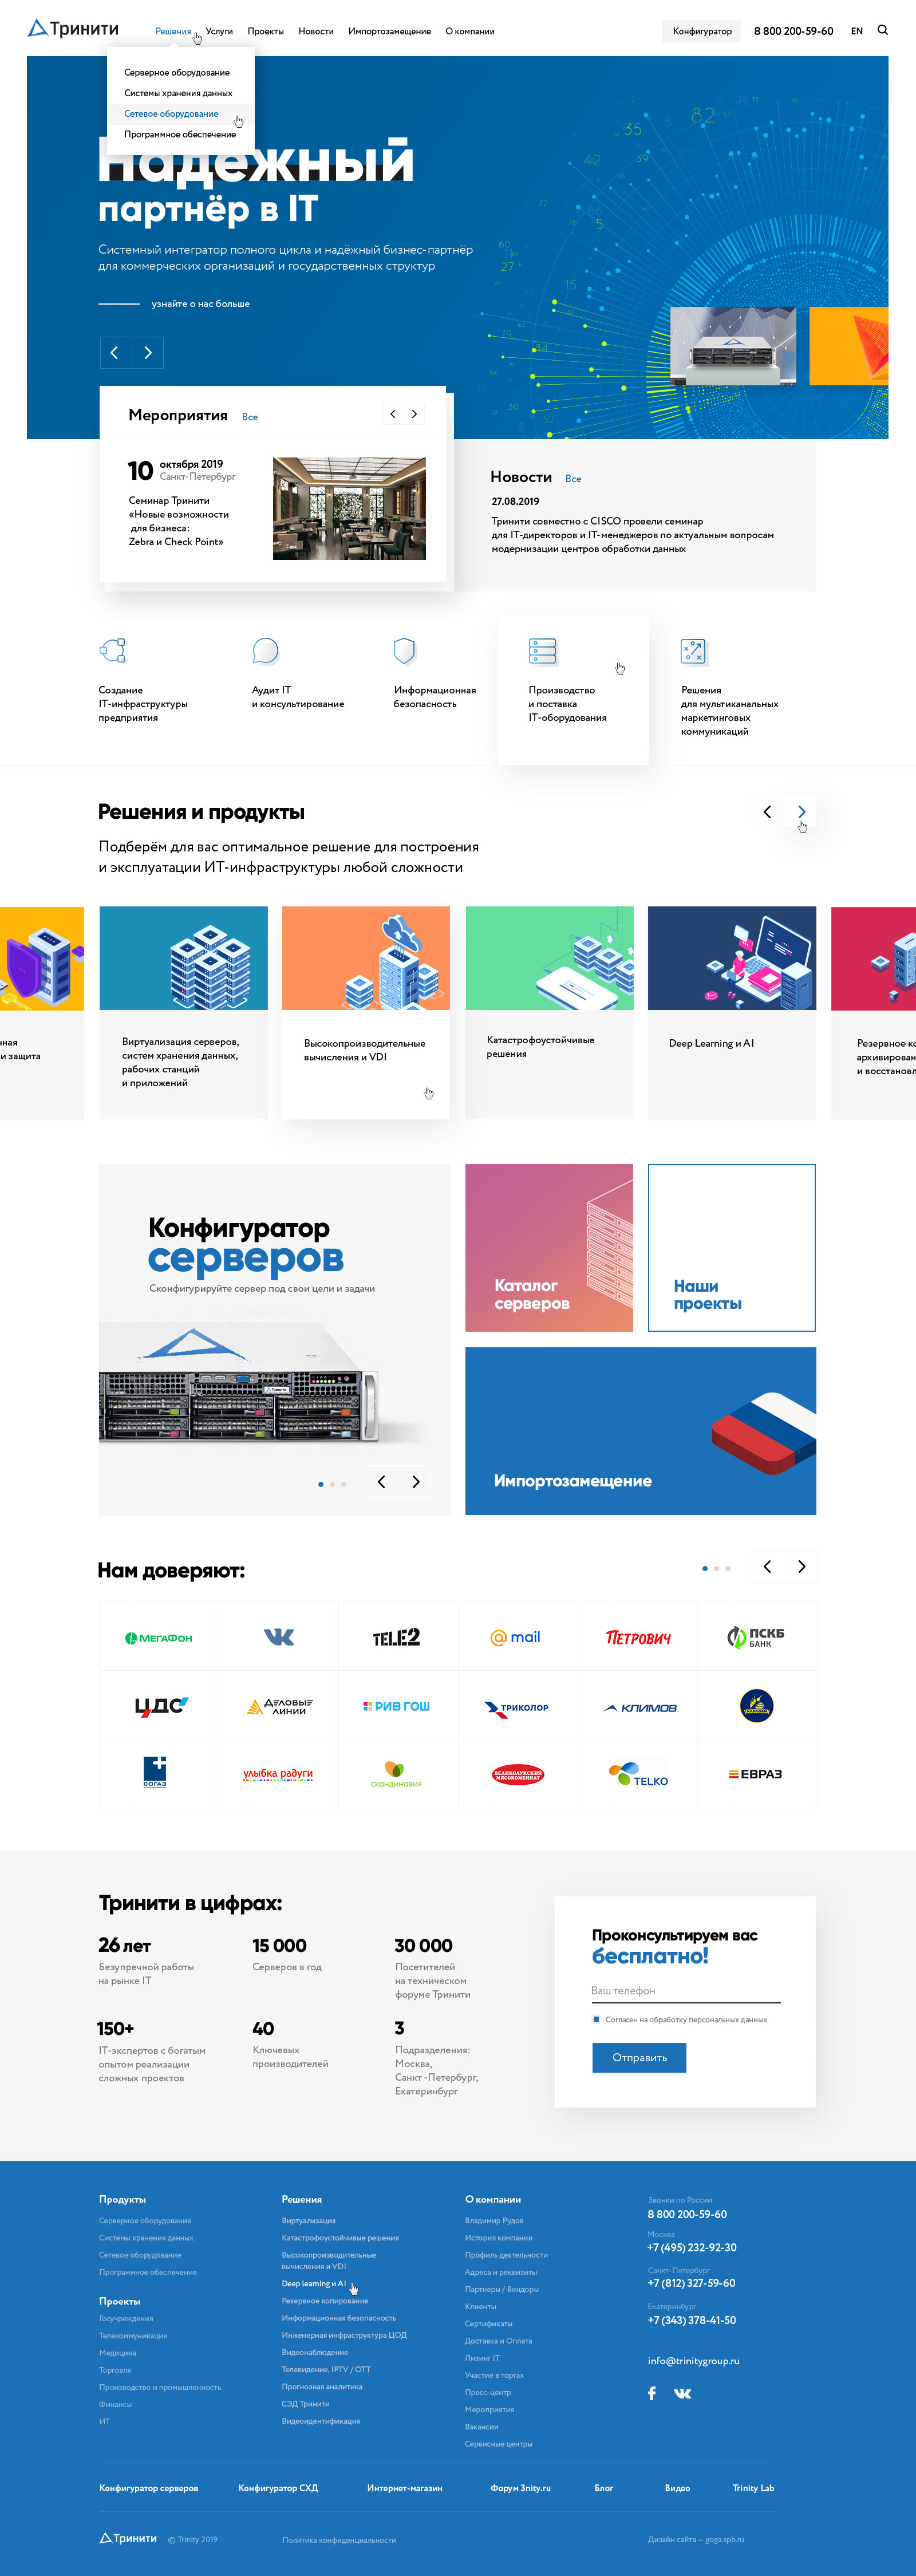 Тринити
Решения
Услуги
Проекты
Новости
Импортозамещение
О компании
Конфигуратор
8 800 200-59-60
EN
Серверное оборудование
Системы хранения данных
Сетевое оборудование
Программное обеспечение
Надёжный
партнёр в IT
Системный интегратор полного цикла и надёжный бизнес-партнёр
для коммерческих организаций и государственных структур
узнайте о нас больше
82
35
39
42
72
5
60
27
15
30
52
Мероприятия
Все
10
октября 2019
Санкт-Петербург
Семинар Тринити
«Новые возможности
для бизнеса:
Zebra и Check Point»
Новости
Все
27.08.2019
Тринити совместно с CISCO провели семинар
для IT-директоров и IT-менеджеров по актуальным вопросам
модернизации центров обработки данных
Создание
IT-инфраструктуры
предприятия
Аудит IT
и консультирование
Информационная
безопасность
Производство
и поставка
IT-оборудования
Решения
для мультиканальных
маркетинговых
коммуникаций
Решения и продукты
Подберём для вас оптимальное решение для построения
и эксплуатации ИТ-инфраструктуры любой сложности
нная
и защита
Виртуализация серверов,
систем хранения данных,
рабочих станций
и приложений
Высокопроизводительные
вычисления и VDI
Катастрофоустойчивые
решения
Deep Learning и AI
Резервное ко
архивирован
и восстановл
Конфигуратор
серверов
Сконфигурируйте сервер под свои цели и задачи
Тринити
Каталог
серверов
Наши
проекты
Импортозамещение
Нам доверяют:
МЕГАФОН
TELE2
@mail
ПЕТРОВИЧ
ПСКБ
БАНК
ЦДС
ДЕЛОВЫЕ
ЛИНИИ
РИВ ГОШ
ТРИКОЛОР
КЛИМОВ
СОГАЗ
улыбка радуги
СКАНДИНАВИЯ
ВЕЛИКОЛУКСКИЙ
МЯСОКОМБИНАТ
TELKO
ЕВРАЗ
Тринити в цифрах:
26 лет
Безупречной работы
на рынке IT
15 000
Серверов в год
30 000
Посетителей
на техническом
форуме Тринити
150+
IT-экспертов с богатым
опытом реализации
сложных проектов
40
Ключевых
производителей
3
Подразделения:
Москва,
Санкт -Петербург,
Екатеринбург
Проконсультируем вас
бесплатно!
Ваш телефон
Согласен на обработку персональных данных
Отправить
Продукты
Серверное оборудование
Системы хранения данных
Сетевое оборудование
Программное обеспечение
Проекты
Госучреждения
Телекоммуникации
Медицина
Торговля
Производство и промышленность
Финансы
ИТ
Решения
Виртуализация
Катастрофоустойчивые решения
Высокопроизводительные
вычисления и VDI
Deep learning и AI
Резервное копирование
Информационная безопасность
Инженерная инфраструктура ЦОД
Видеонаблюдение
Телевидение, IPTV / OTT
Прогнозная аналитика
СЭД Тринити
Видеоидентификация
О компании
Владимир Рудов
История компании
Профиль деятельности
Адреса и реквизиты
Партнеры / Вендоры
Клиенты
Сертификаты
Доставка и Оплата
Лизинг IT
Участие в торгах
Пресс-центр
Мероприятия
Вакансии
Сервисные центры
Звонки по России
8 800 200-59-60
Москва
+7 (495) 232-92-30
Санкт-Петербург
+7 (812) 327-59-60
Екатеринбург
+7 (343) 378-41-50
info@trinitygroup.ru
Конфигуратор серверов
Конфигуратор СХД
Интернет-магазин
Форум 3nity.ru
Блог
Видео
Trinity Lab
Тринити
© Trinity 2019
Политика конфиденциальности
Дизайн сайта — goga.spb.ru